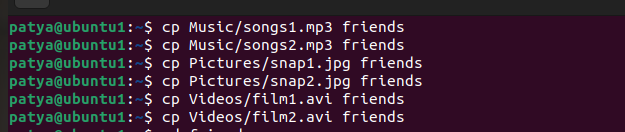 patya@ubuntu1:~$ cp Music/songs1.mp3 friends
patya@ubuntu1:~$ cp Music/songs2.mp3 friends
patya@ubuntu1:~$ cp Pictures/snap1.jpg friends
patya@ubuntu1:~$ cp Pictures/snap2.jpg friends
patya@ubuntu1:~$ cp Videos/film1.avi friends
patya@ubuntu1:~$ cp Videos/film2.avi friends